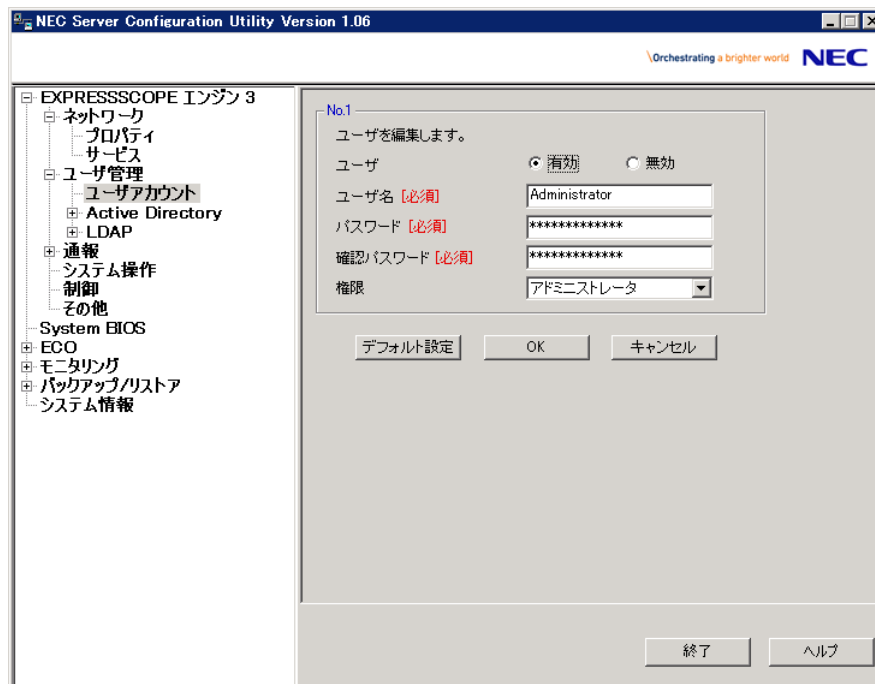 NEC Server Configuration Utility Version 1.06
\Orchestrating a brighter world NEC
EXPRESSSCOPE エンジン 3
ネットワーク
プロパティ
サービス
ユーザ管理
ユーザアカウント
Active Directory
LDAP
通報
システム操作
制御
その他
System BIOS
ECO
モニタリング
バックアップ/リストア
システム情報
No.1
ユーザを編集します。
ユーザ 有効 無効
ユーザ名 [必須] Administrator
パスワード [必須] *************
確認パスワード [必須] *************
権限 アドミニストレータ
デフォルト設定 OK キャンセル
終了 ヘルプ